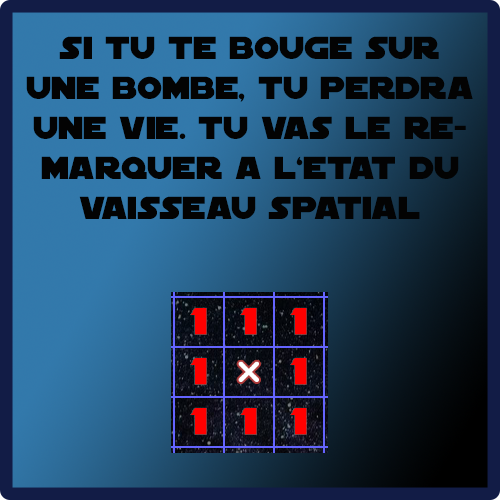 SI TU TE BOUGE SUR
UNE BOMBE, TU PERDRA
UNE VIE. TU VAS LE RE-
MARQUER A L'ETAT DU
VAISSEAU SPATIAL
1 1 1
1 × 1
1 1 1